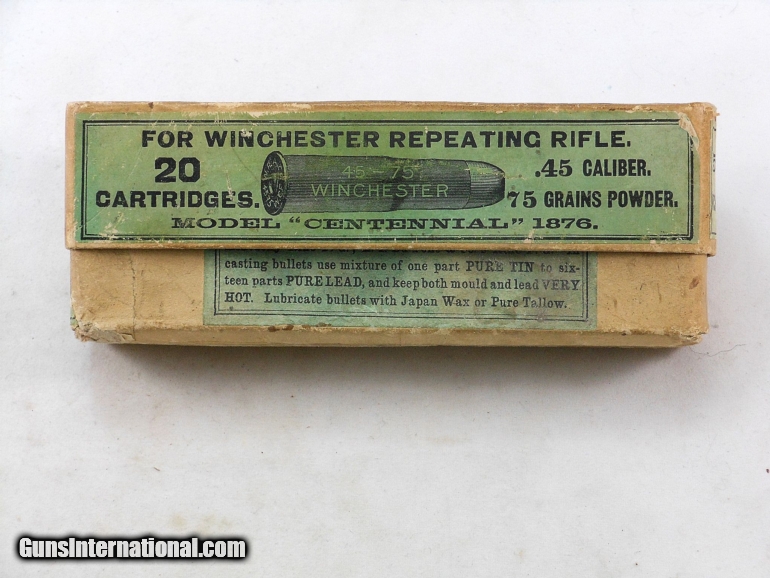 FOR WINCHESTER REPEATING RIFLE.
20
CARTRIDGES.
45-75
WINCHESTER
.45 CALIBER.
75 GRAINS POWDER.
MODEL "CENTENNIAL" 1876.
casting bullets use mixture of one part PURE TIN to six-
teen parts PURE LEAD, and keep both mould and lead VERY
HOT. Lubricate bullets with Japan Wax or Pure Tallow.
GunsInternational.com